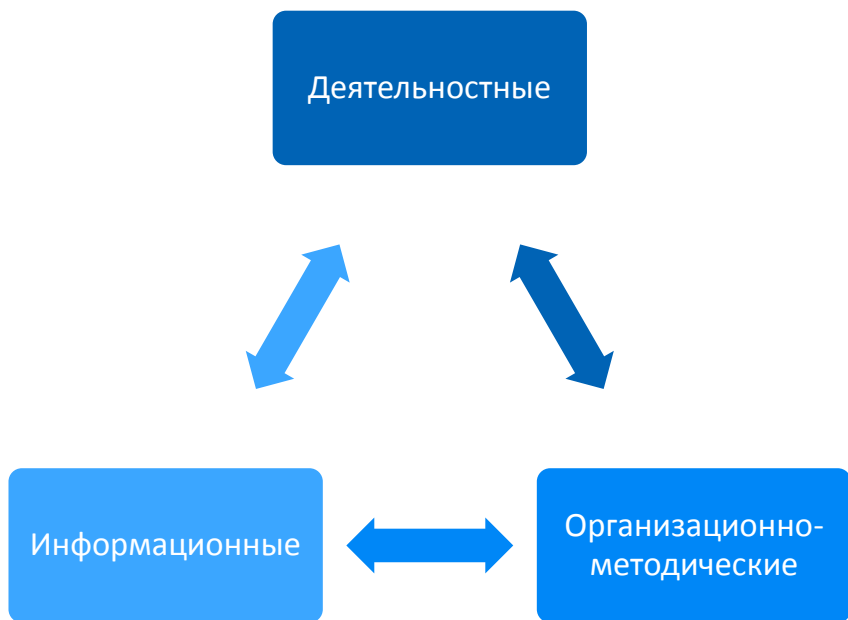 Деятельностные
Информационные
Организационно-
методические